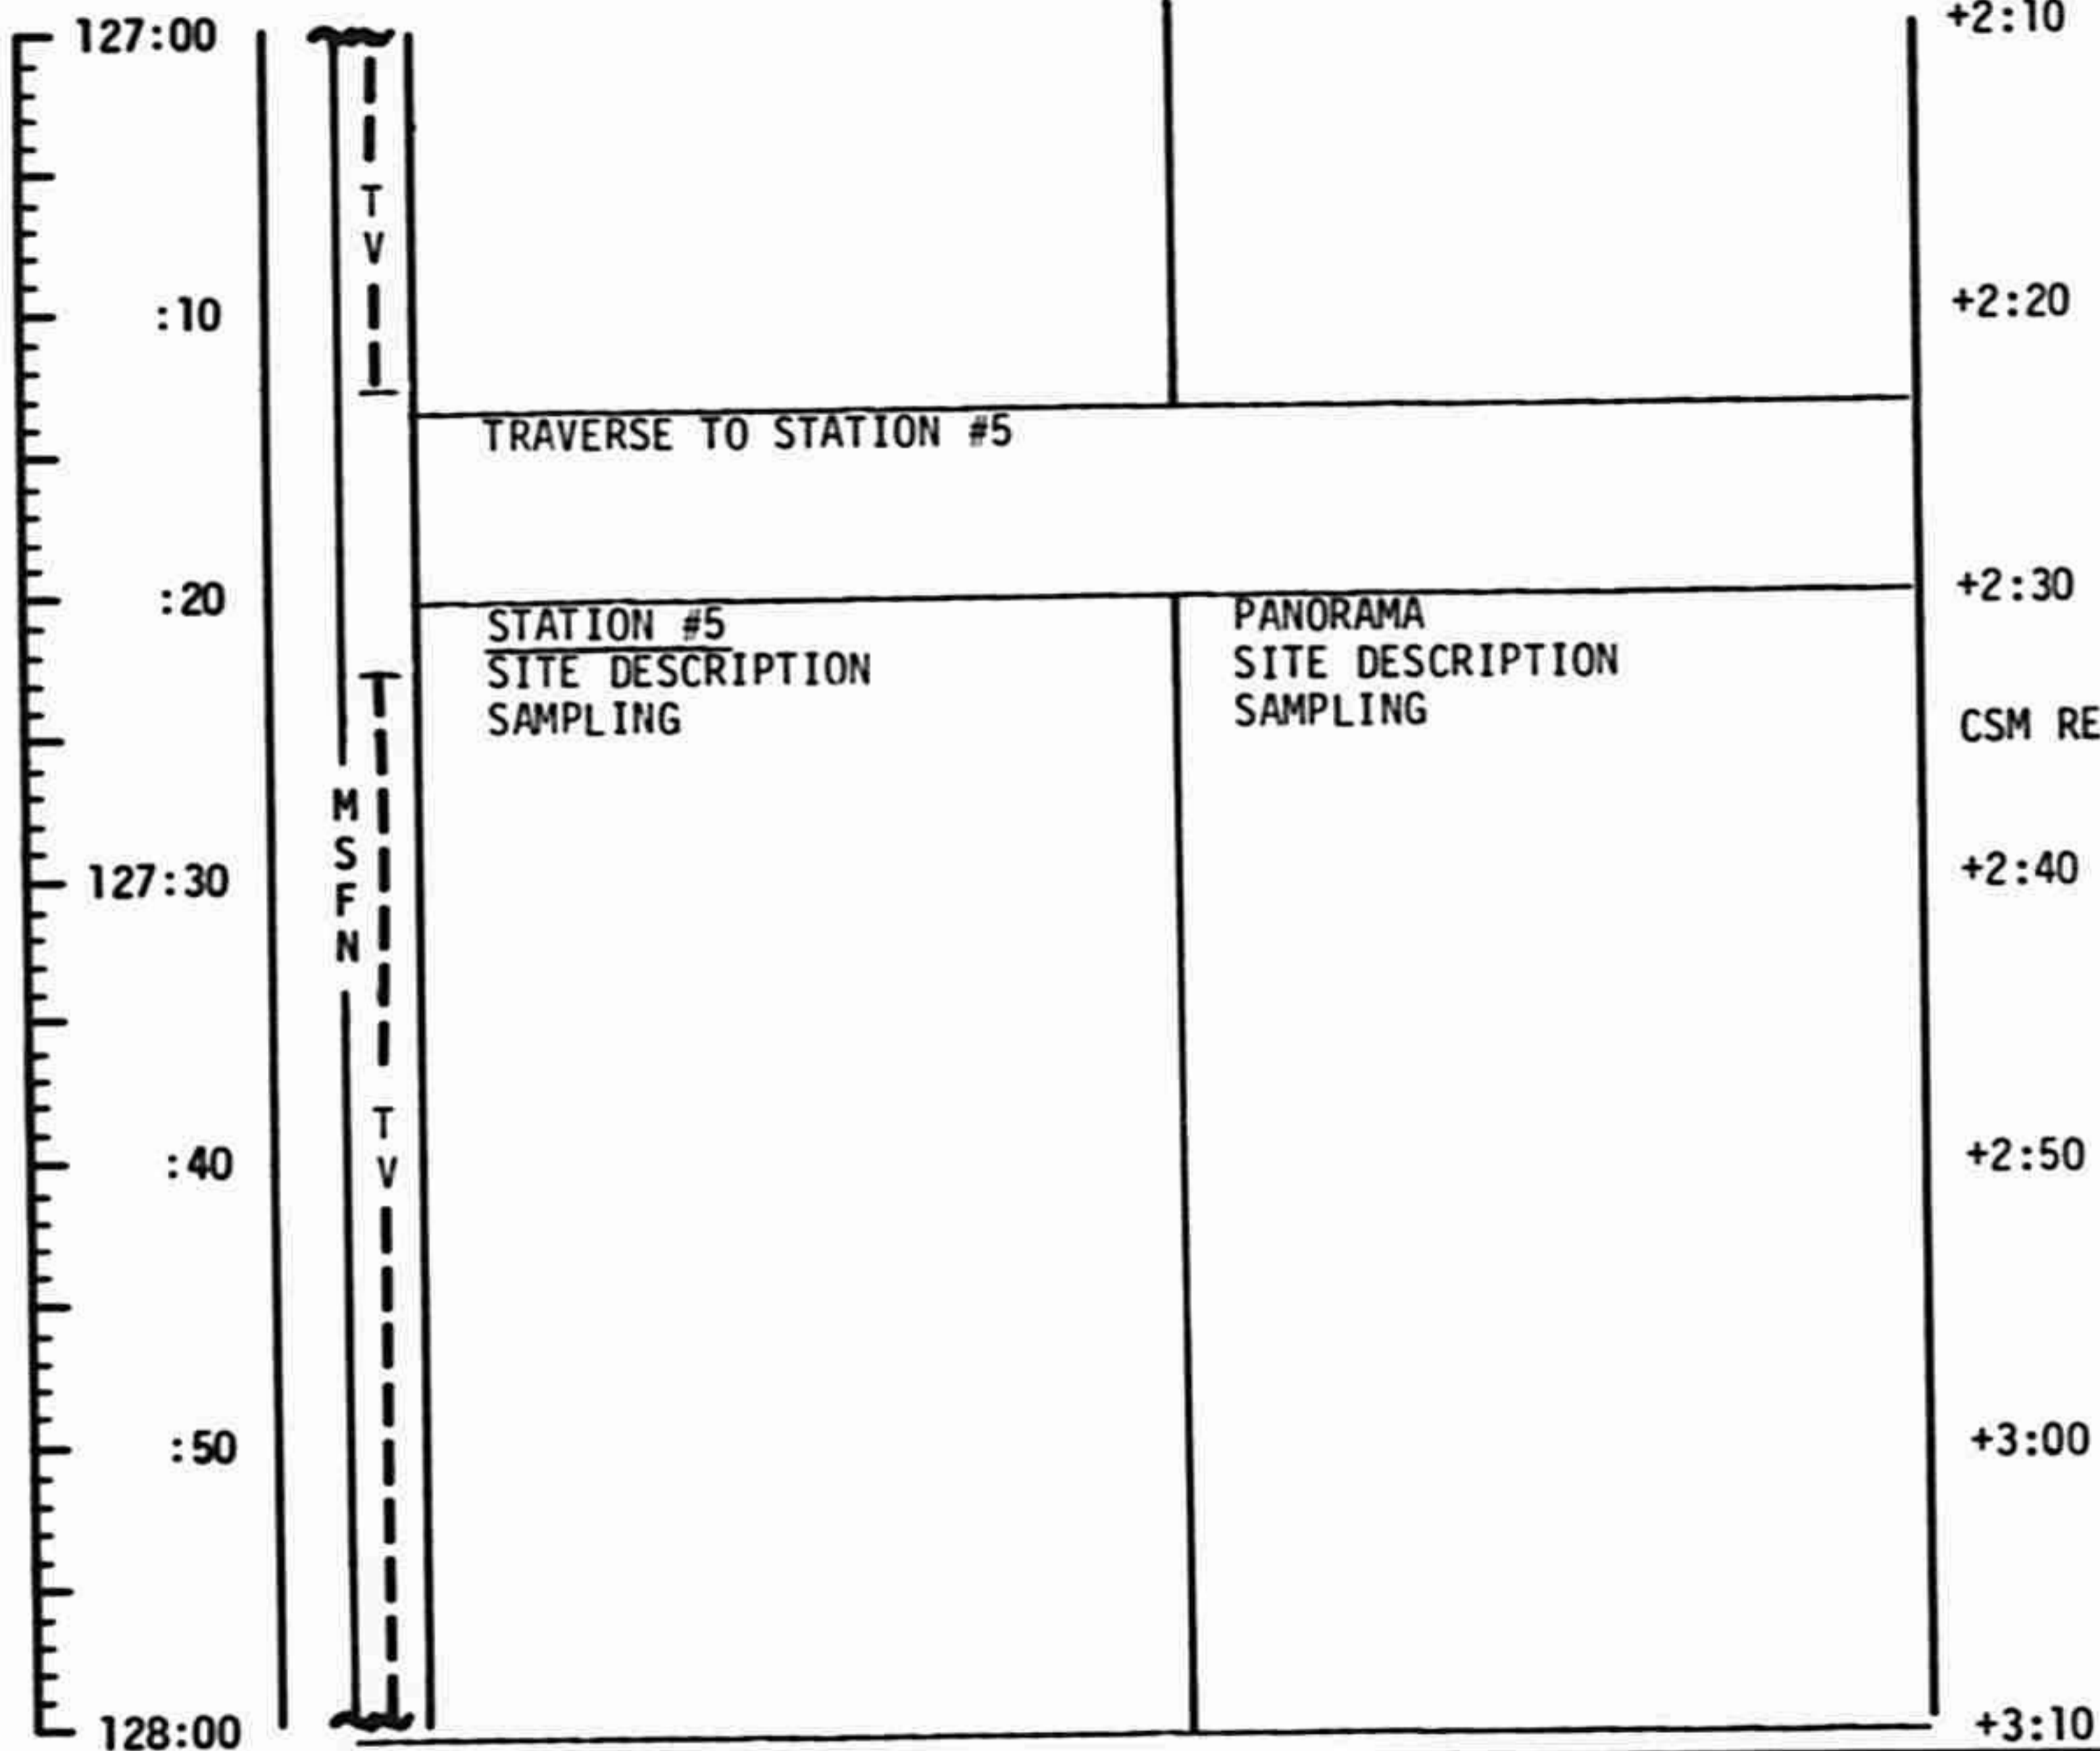 127:00
+2:10
T
V
:10
+2:20
TRAVERSE TO STATION #5
:20
+2:30
STATION #5
SITE DESCRIPTION
SAMPLING
PANORAMA
SITE DESCRIPTION
SAMPLING
CSM RE
M
S
F
N
127:30
+2:40
T
V
:40
+2:50
:50
+3:00
128:00
+3:10